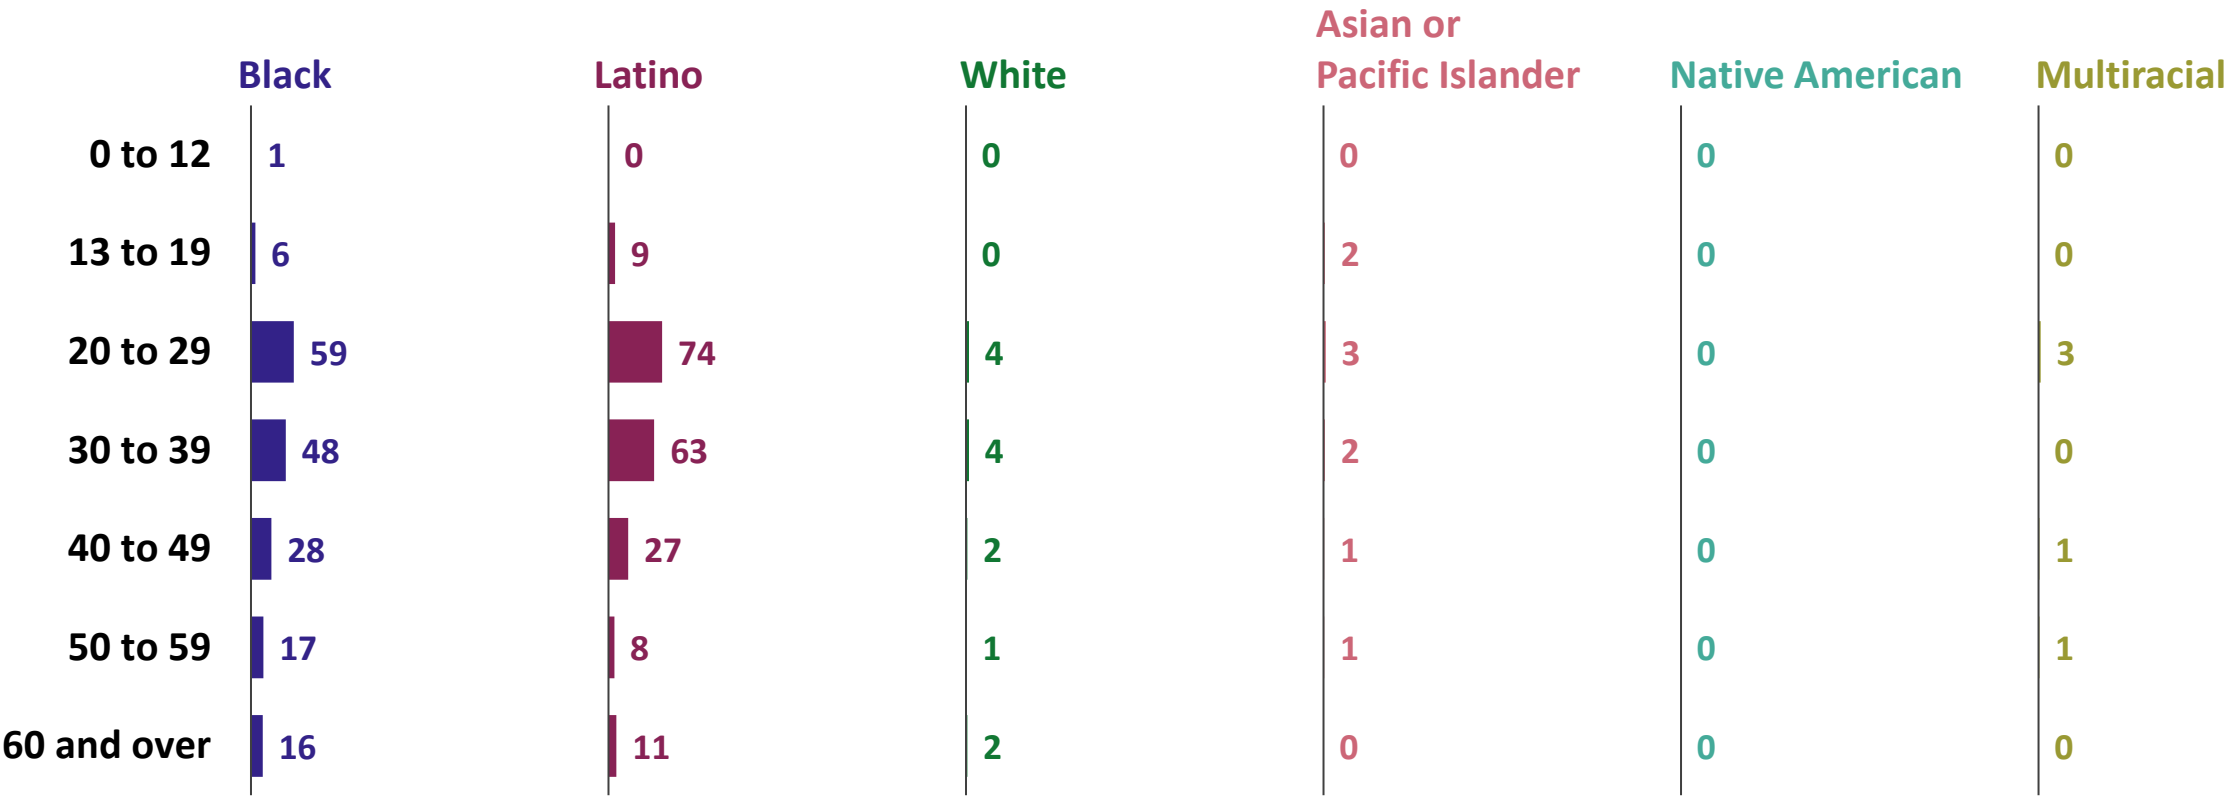 Asian or
Black Latino White Pacific Islander Native American Multiracial
0 to 12 1 0 0 0 0 0
13 to 19 6 9 0 2 0 0
20 to 29 59 74 4 3 0 3
30 to 39 48 63 4 2 0 0
40 to 49 28 27 2 1 0 1
50 to 59 17 8 1 1 0 1
60 and over 16 11 2 0 0 0